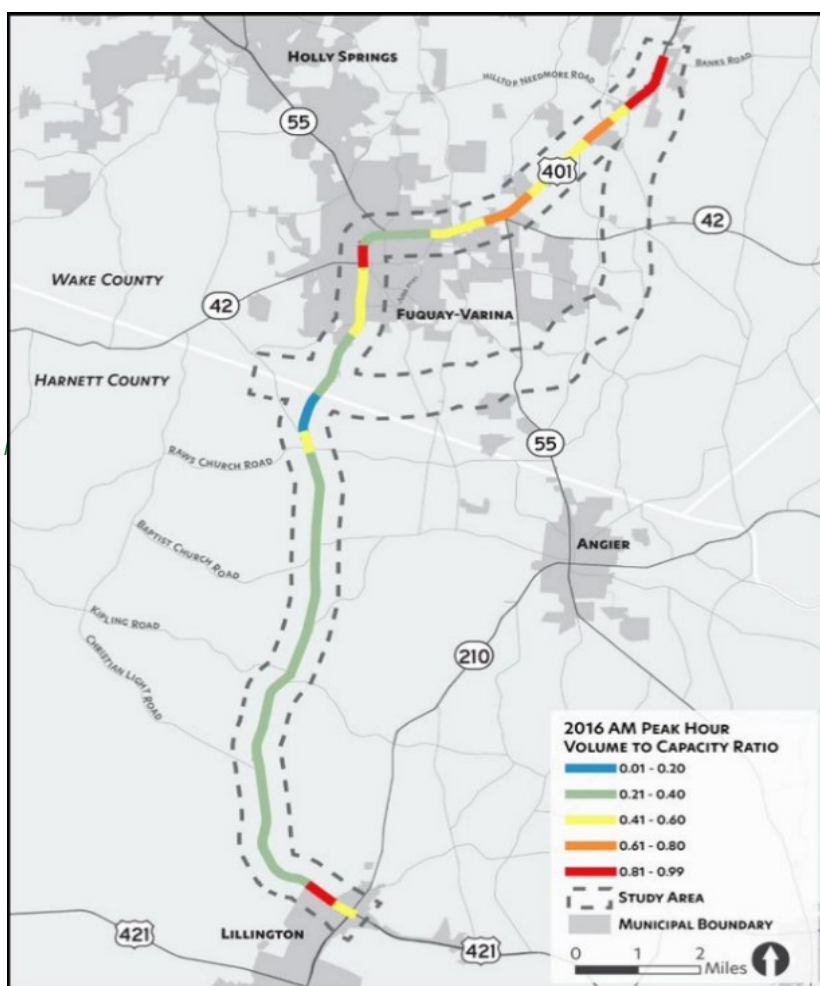 HOLLY SPRINGS
HILLTOP NEEDMORE ROAD
BANKS ROAD
55
401
42
WAKE COUNTY
42
FUQUAY-VARINA
HARNETT COUNTY
55
RAWS CHURCH ROAD
ANGIER
BAPTIST CHURCH ROAD
KIPLING ROAD
CHRISTIAN LIGHT ROAD
210
2016 AM PEAK HOUR
VOLUME TO CAPACITY RATIO
0.01 - 0.20
0.21 - 0.40
0.41 - 0.60
0.61 - 0.80
0.81 - 0.99
STUDY AREA
MUNICIPAL BOUNDARY
0 1 2
Miles
LILLINGTON
421
421